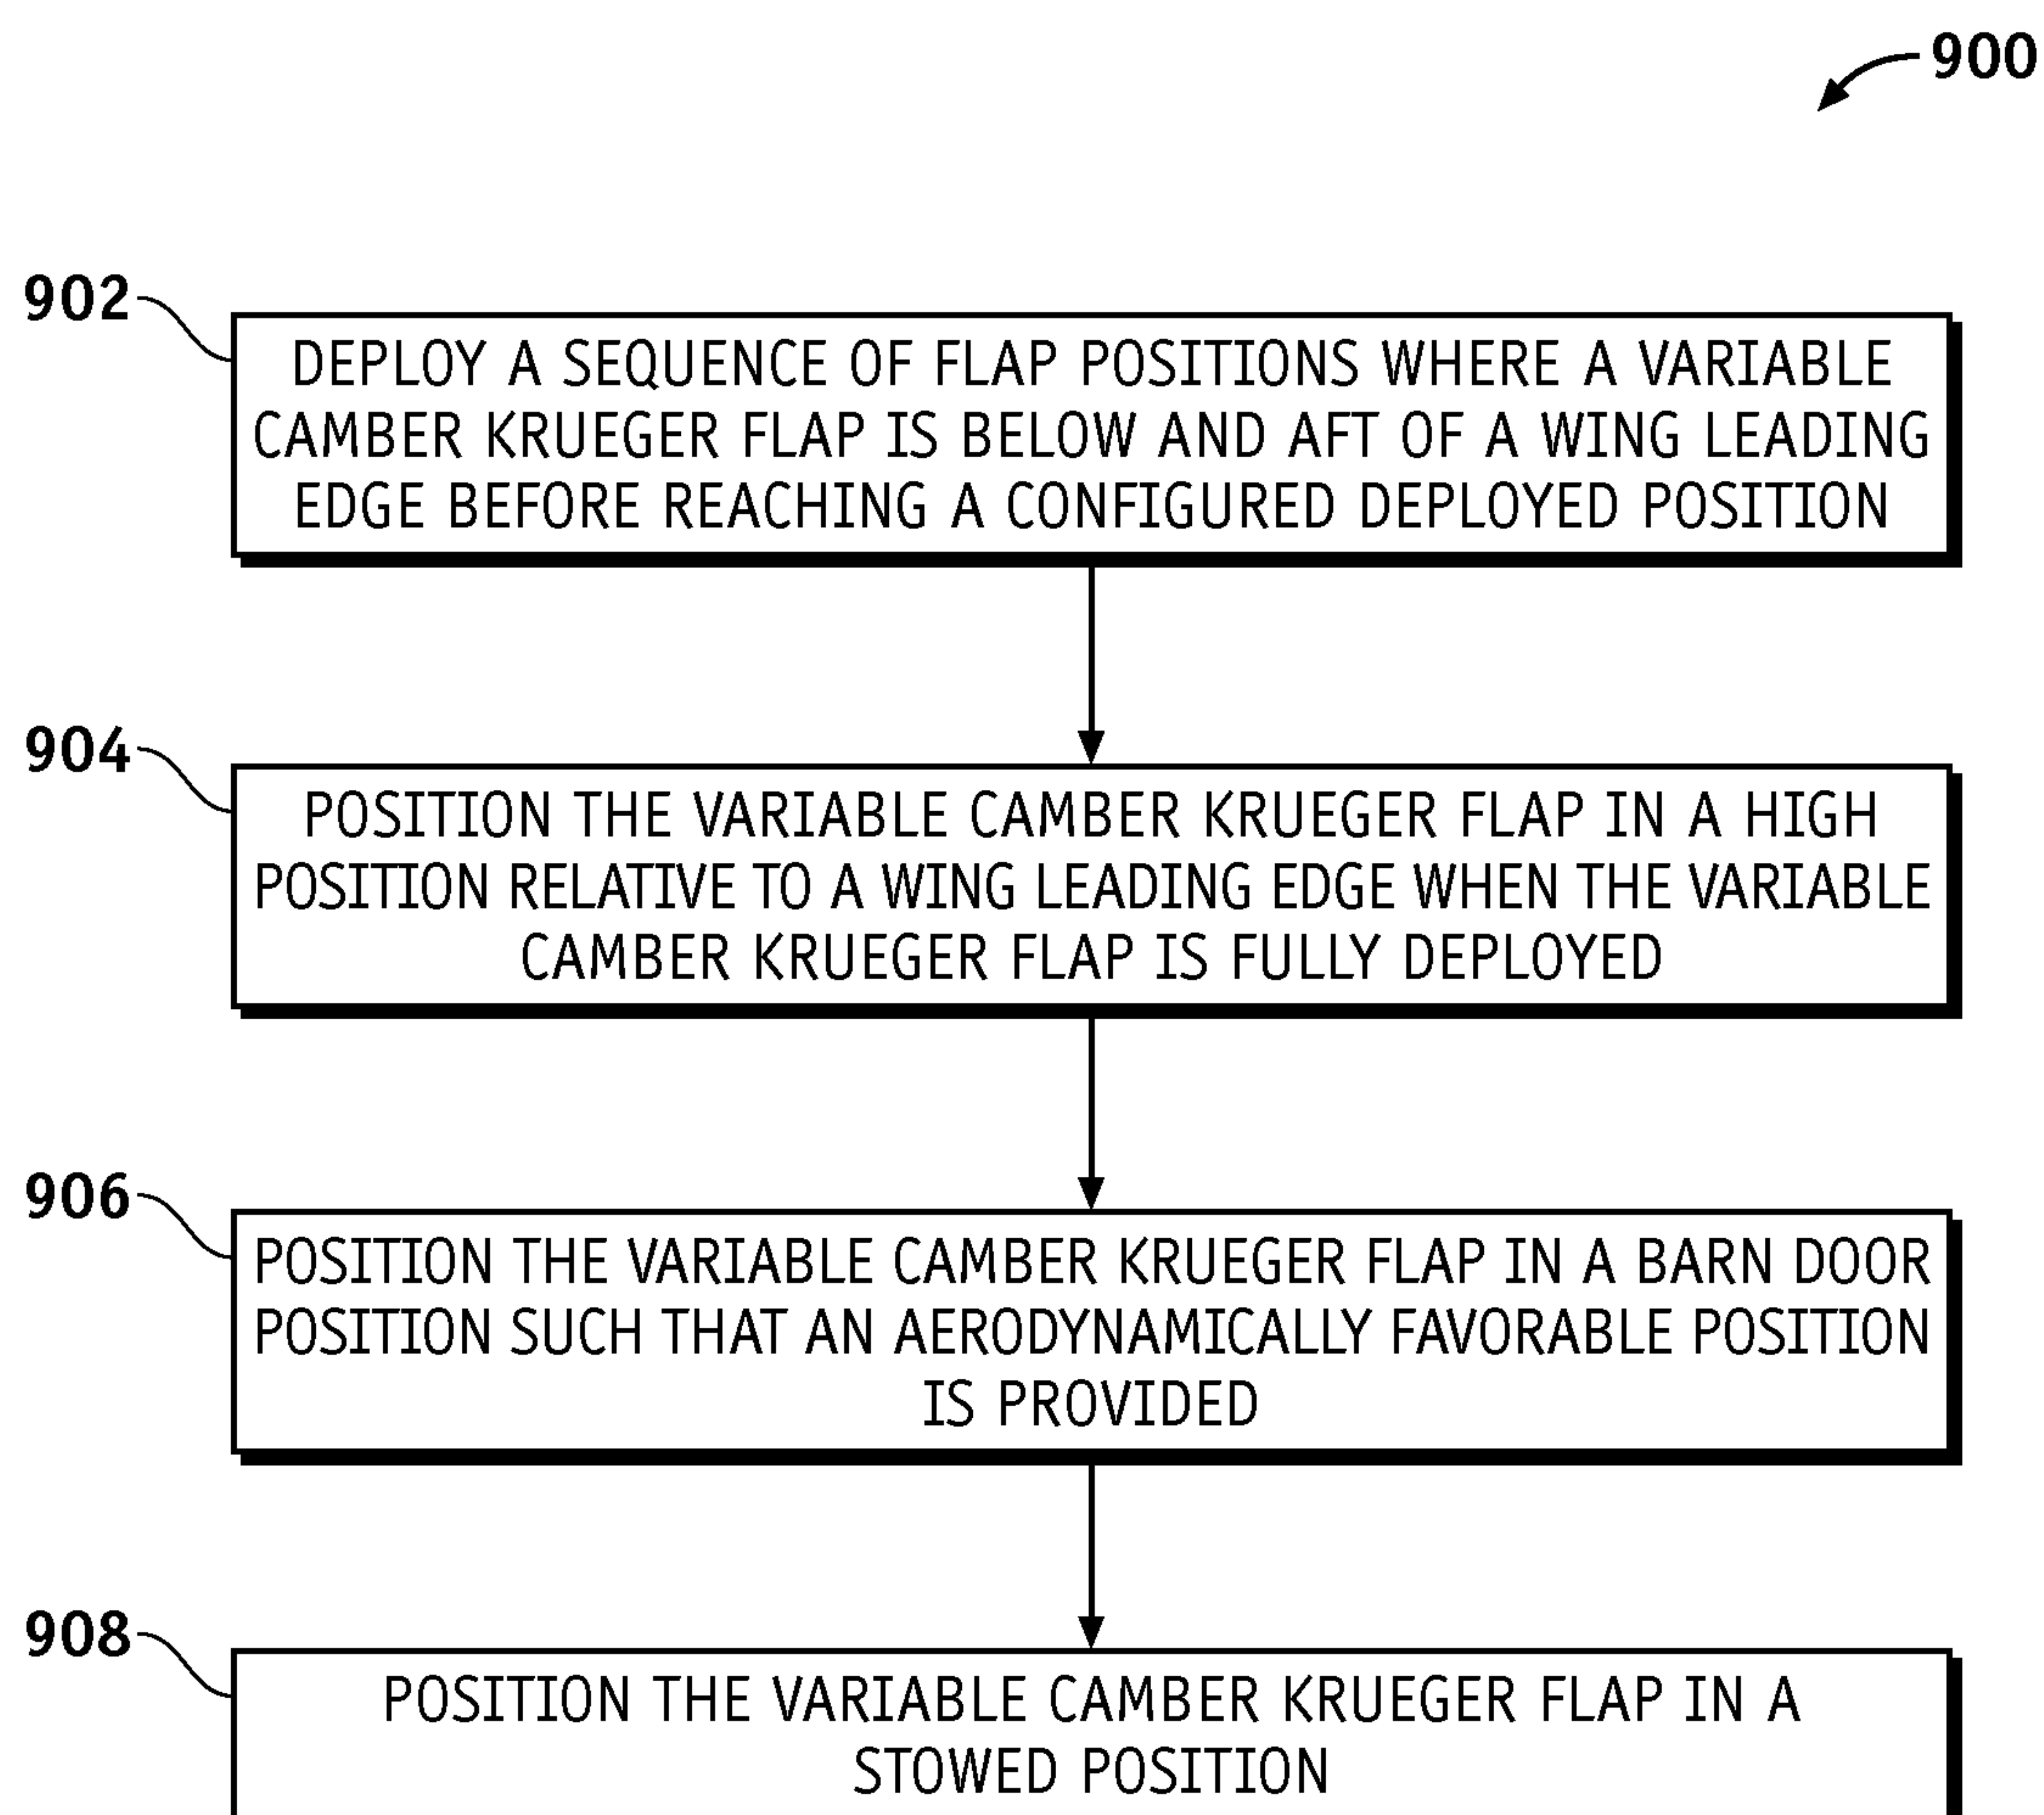 900
902
DEPLOY A SEQUENCE OF FLAP POSITIONS WHERE A VARIABLE
CAMBER KRUEGER FLAP IS BELOW AND AFT OF A WING LEADING
EDGE BEFORE REACHING A CONFIGURED DEPLOYED POSITION
904
POSITION THE VARIABLE CAMBER KRUEGER FLAP IN A HIGH
POSITION RELATIVE TO A WING LEADING EDGE WHEN THE VARIABLE
CAMBER KRUEGER FLAP IS FULLY DEPLOYED
906
POSITION THE VARIABLE CAMBER KRUEGER FLAP IN A BARN DOOR
POSITION SUCH THAT AN AERODYNAMICALLY FAVORABLE POSITION
IS PROVIDED
908
POSITION THE VARIABLE CAMBER KRUEGER FLAP IN A
STOWED POSITION